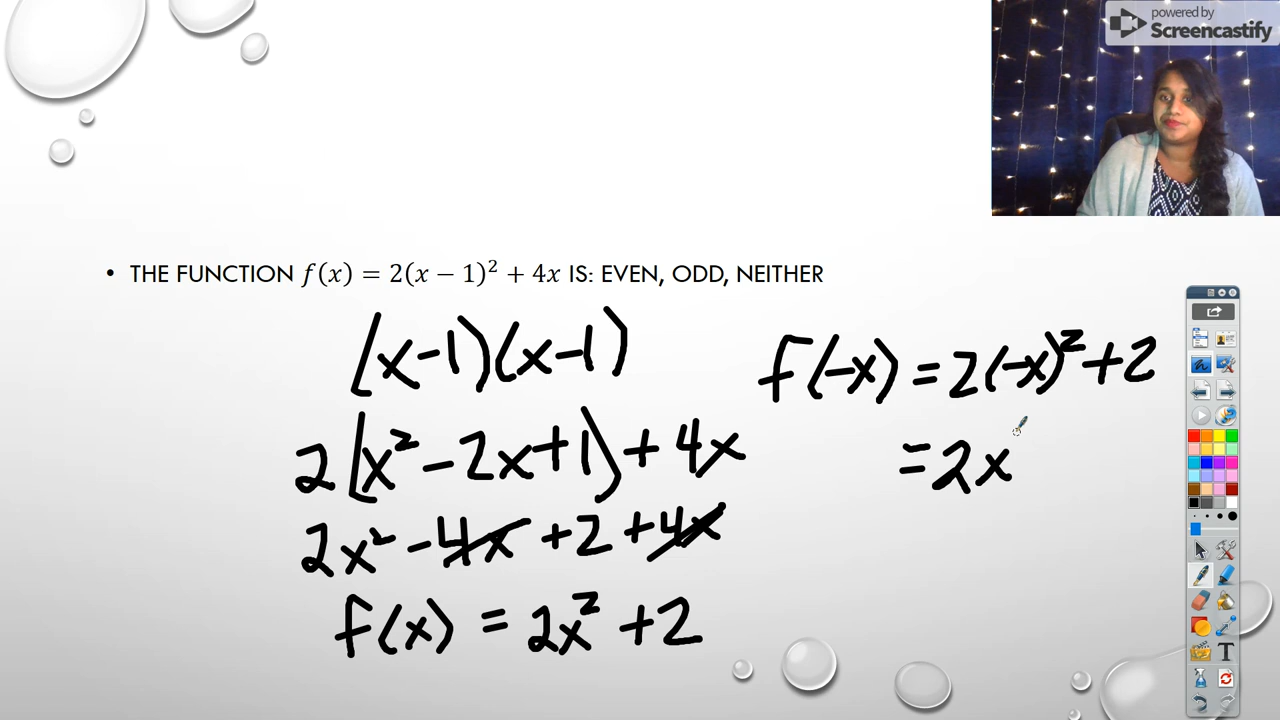 powered by
Screencastify
• THE FUNCTION f(x) = 2(x − 1)² + 4x IS: EVEN, ODD, NEITHER
(x-1)(x-1)
2(x² - 2x+1) + 4x
2x² - 4x + 2 + 4x
f(x) = 2x² + 2
f(-x) = 2(-x)² + 2
= 2x
T